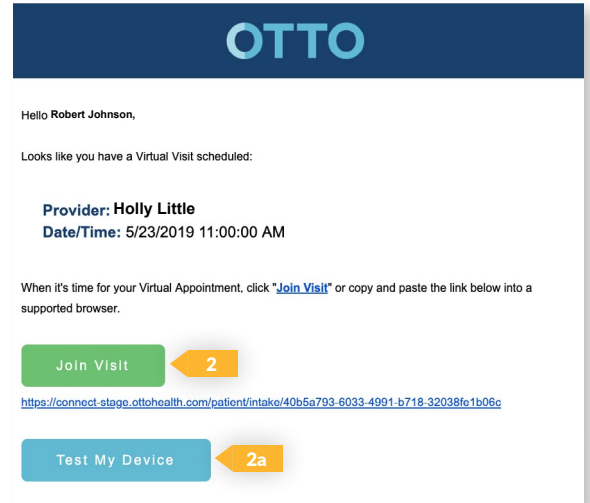 OTTO
Hello Robert Johnson,
Looks like you have a Virtual Visit scheduled:
Provider: Holly Little
Date/Time: 5/23/2019 11:00:00 AM
When it's time for your Virtual Appointment, click "Join Visit" or copy and paste the link below into a
supported browser.
Join Visit 2
https://connect-stage.ottohealth.com/patient/intake/40b5a793-6033-4991-b718-32038fe1b06c
Test My Device 2a